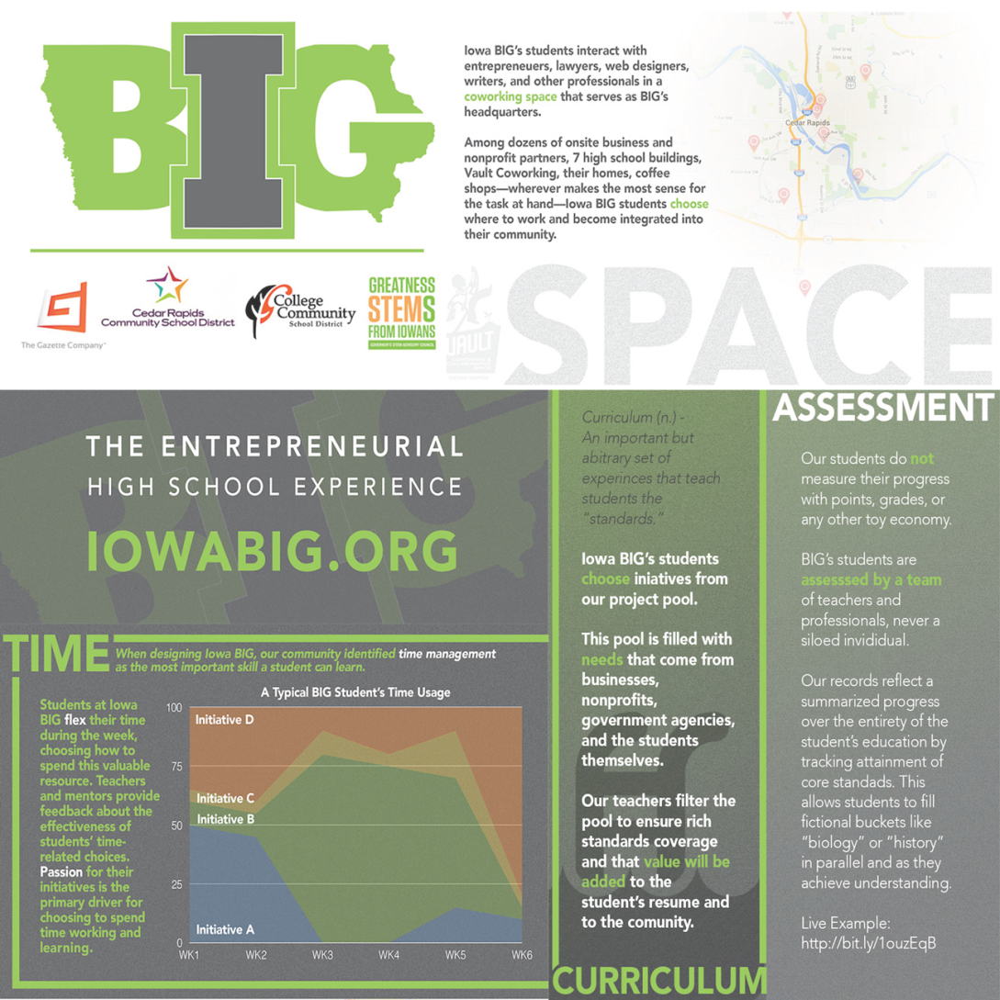 BIG
Iowa BIG's students interact with
entrepreneuers, lawyers, web designers,
writers, and other professionals in a
coworking space that serves as BIG's
headquarters.
Among dozens of onsite business and
nonprofit partners, 7 high school buildings,
Vault Coworking, their homes, coffee
shops—wherever makes the most sense for
the task at hand—Iowa BIG students choose
where to work and become integrated into
their community.
Cedar Rapids
The Gazette Company
Cedar Rapids
Community School District
College
Community
School District
GREATNESS
STEMS
FROM IOWANS
GOVERNOR'S STEM ADVISORY COUNCIL
VAULT
SPACE
THE ENTREPRENEURIAL
HIGH SCHOOL EXPERIENCE
IOWABIG.ORG
TIME
When designing Iowa BIG, our community identified time management
as the most important skill a student can learn.
Students at Iowa
BIG flex their time
during the week,
choosing how to
spend this valuable
resource. Teachers
and mentors provide
feedback about the
effectiveness of
students' time-
related choices.
Passion for their
initiatives is the
primary driver for
choosing to spend
time working and
learning.
A Typical BIG Student's Time Usage
100
75
50
25
0
Initiative D
Initiative C
Initiative B
Initiative A
WK1 WK2 WK3 WK4 WK5 WK6
Curriculum (n.) -
An important but
abitrary set of
experinces that teach
students the
"standards."
Iowa BIG's students
choose iniatives from
our project pool.
This pool is filled with
needs that come from
businesses,
nonprofits,
government agencies,
and the students
themselves.
Our teachers filter the
pool to ensure rich
standards coverage
and that value will be
added to the
student's resume and
to the comunity.
CURRICULUM
ASSESSMENT
Our students do not
measure their progress
with points, grades, or
any other toy economy.
BIG's students are
assesssed by a team
of teachers and
professionals, never a
siloed invididual.
Our records reflect a
summarized progress
over the entirety of the
student's education by
tracking attainment of
core standads. This
allows students to fill
fictional buckets like
"biology" or "history"
in parallel and as they
achieve understanding.
Live Example:
http://bit.ly/1ouzEqB